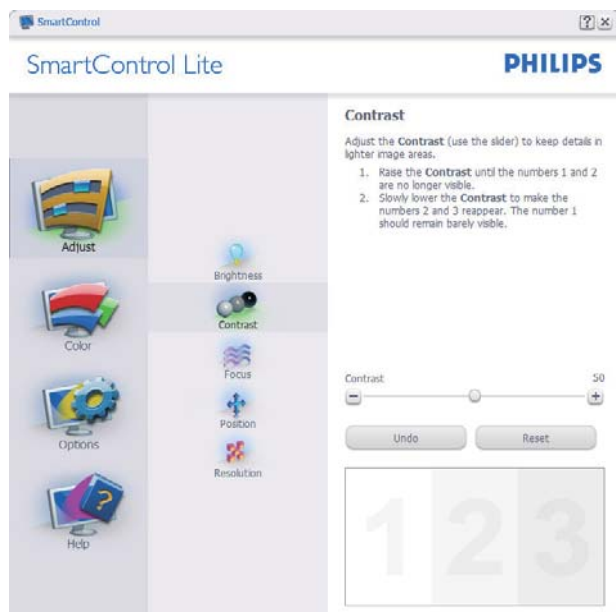 SmartControl
? ×
SmartControl Lite
PHILIPS
Adjust
Color
Options
Help
Brightness
Contrast
Focus
Position
Resolution
Contrast
Adjust the Contrast (use the slider) to keep details in
lighter image areas.
1. Raise the Contrast until the numbers 1 and 2
are no longer visible.
2. Slowly lower the Contrast to make the
numbers 2 and 3 reappear. The number 1
should remain barely visible.
Contrast 50
Undo Reset
1 2 3